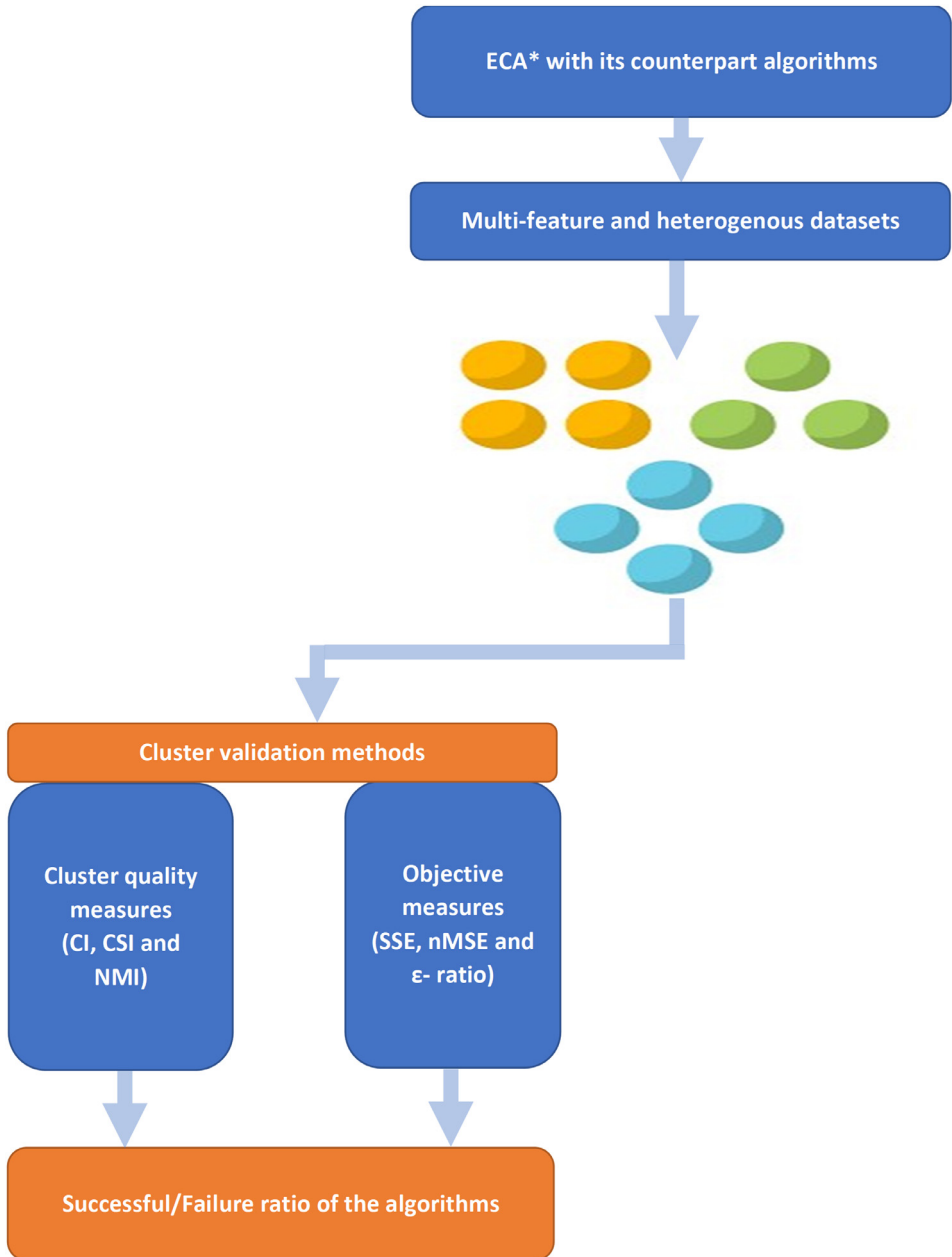 ECA* with its counterpart algorithms
Multi-feature and heterogenous datasets
Cluster validation methods
Cluster quality
measures
(CI, CSI and
NMI)
Objective
measures
(SSE, nMSE and
ε- ratio)
Successful/Failure ratio of the algorithms